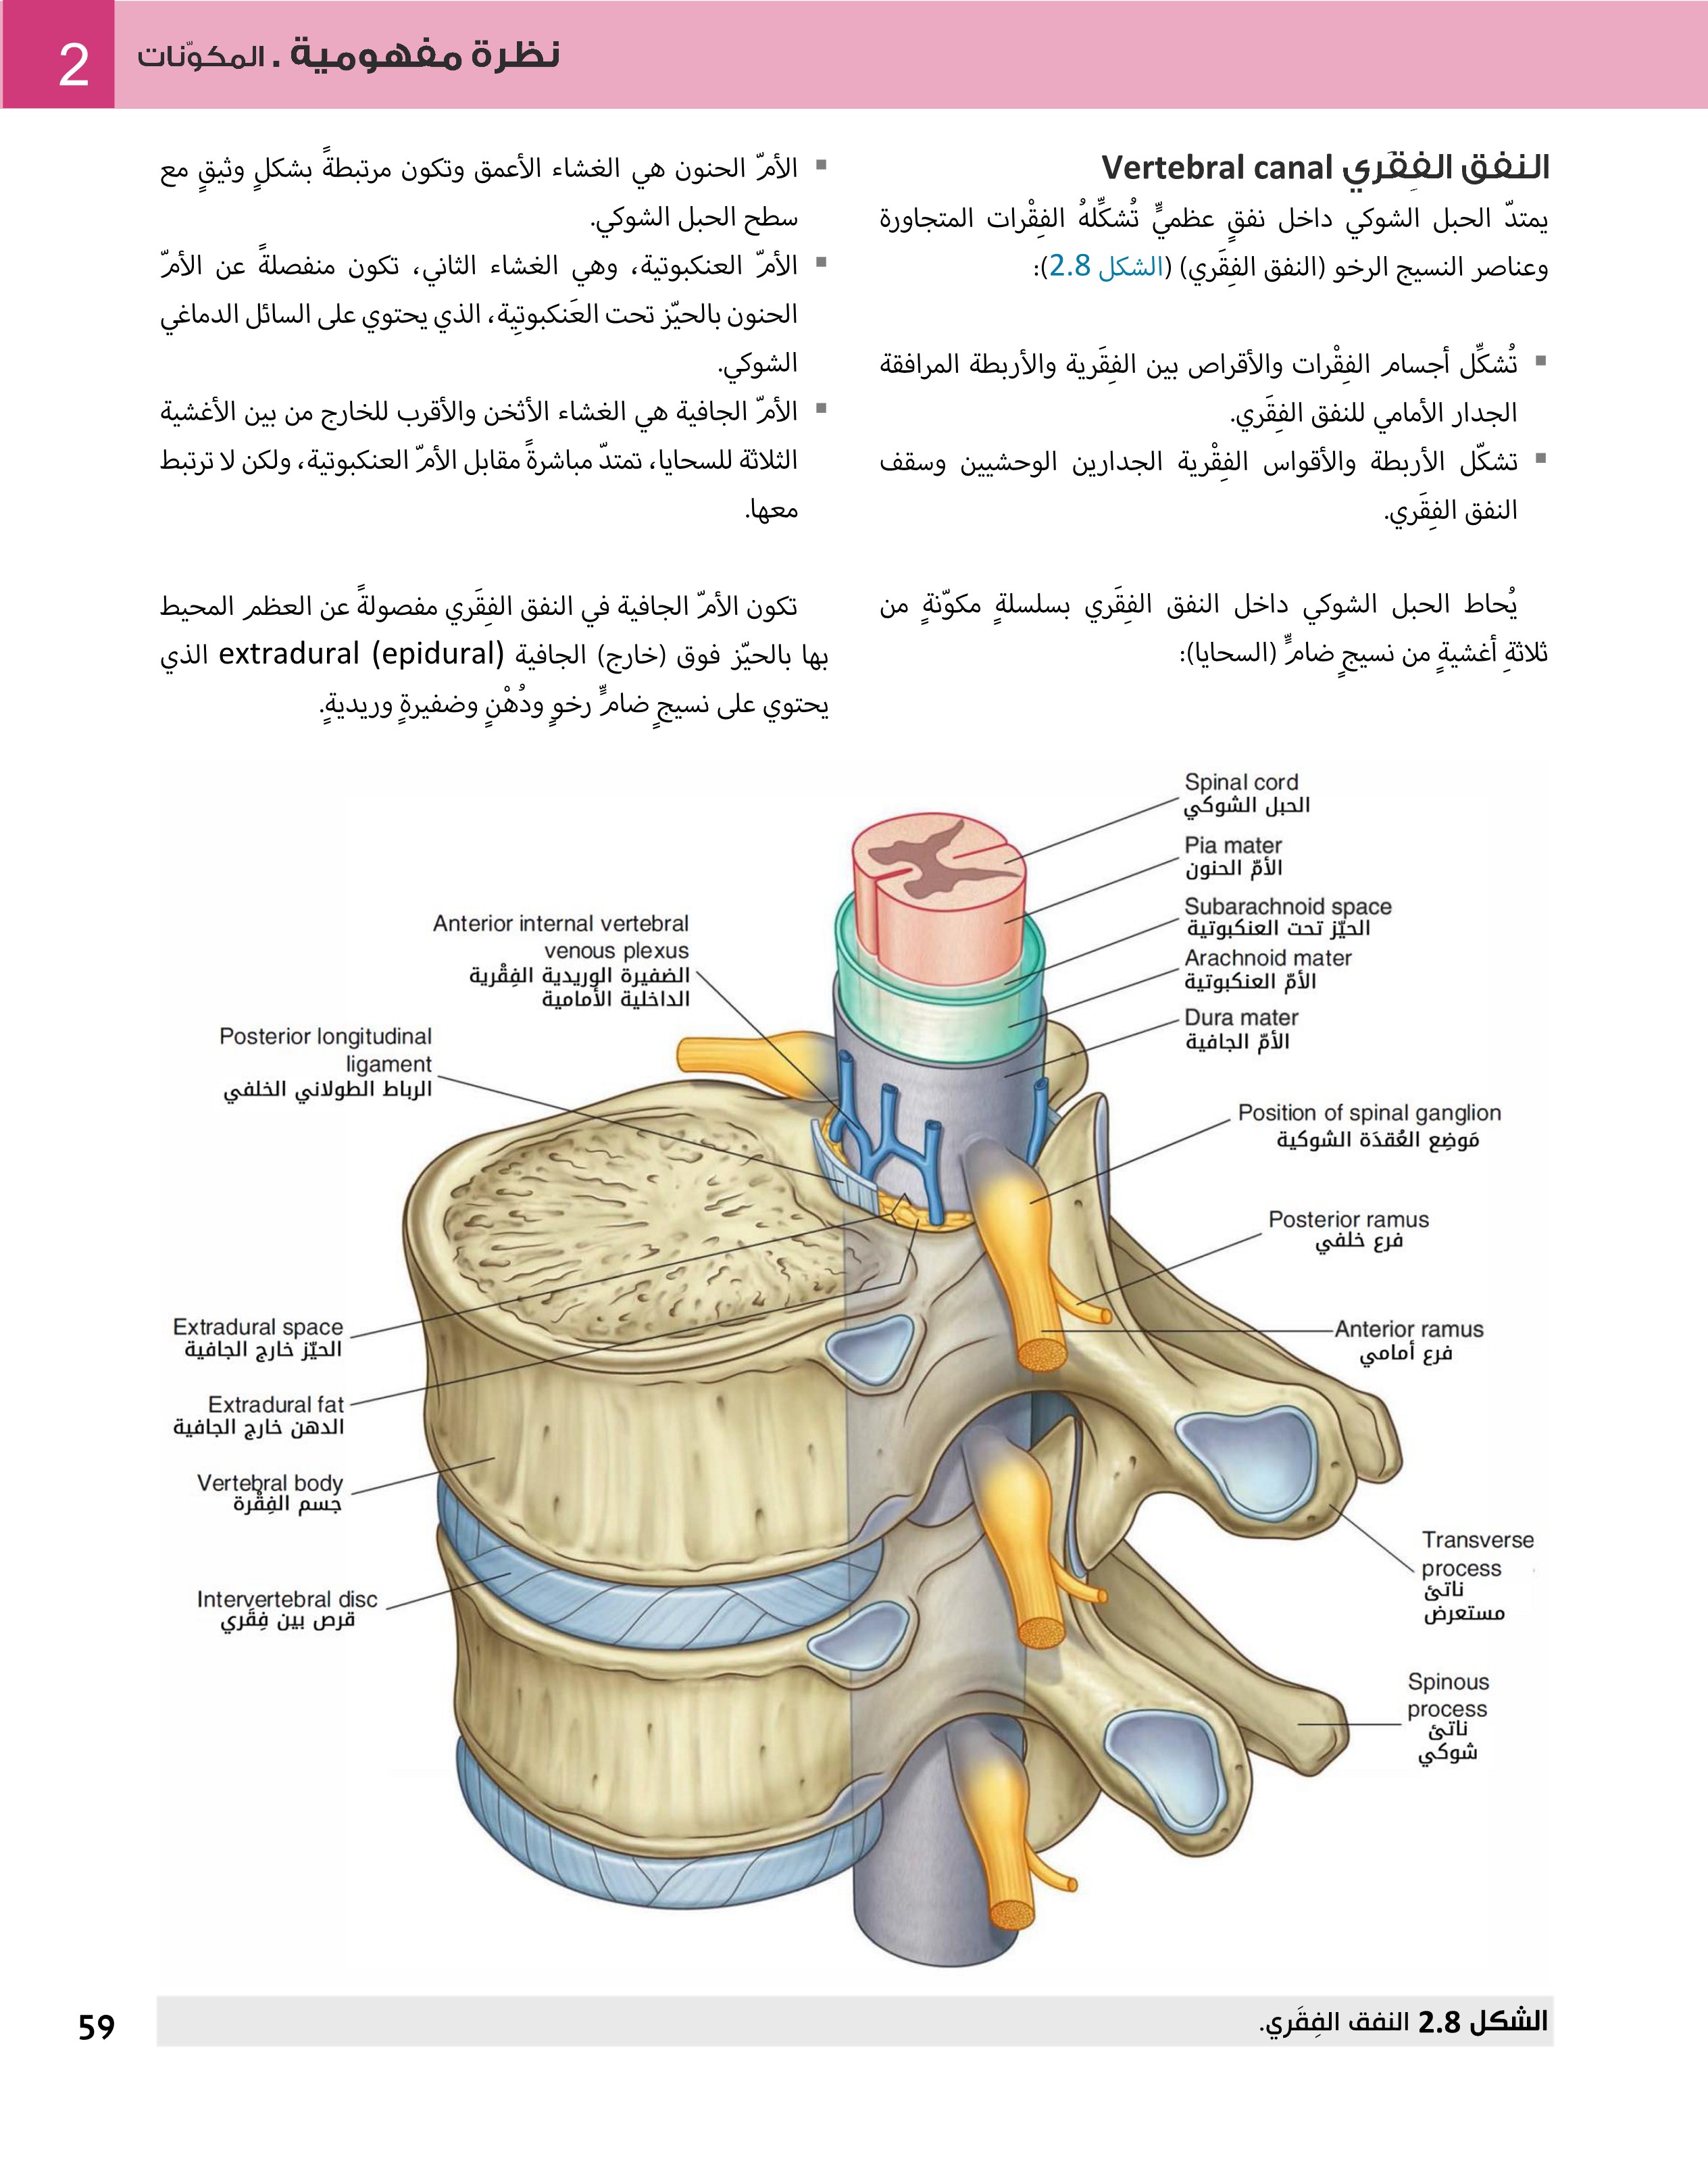 2
نظرة مفهومية . المكوّنات
النفق الفِقَري Vertebral canal
يمتدّ الحبل الشوكي داخل نفقٍ عظميٍّ تُشكِّلهُ الفِقْرات المتجاورة
وعناصر النسيج الرخو (النفق الفِقَري) (الشكل 2.8):
▪ تُشكِّل أجسام الفِقْرات والأقراص بين الفِقَرية والأربطة المرافقة
الجدار الأمامي للنفق الفِقَري.
▪ تشكّل الأربطة والأقواس الفِقْرية الجدارين الوحشيين وسقف
النفق الفِقَري.
يُحاط الحبل الشوكي داخل النفق الفِقَري بسلسلةٍ مكوّنةٍ من
ثلاثةِ أغشيةٍ من نسيجٍ ضامٍّ (السحايا):
▪ الأمّ الحنون هي الغشاء الأعمق وتكون مرتبطةً بشكلٍ وثيقٍ مع
سطح الحبل الشوكي.
▪ الأمّ العنكبوتية، وهي الغشاء الثاني، تكون منفصلةً عن الأمّ
الحنون بالحيّز تحت العَنكبوتِية، الذي يحتوي على السائل الدماغي
الشوكي.
▪ الأمّ الجافية هي الغشاء الأثخن والأقرب للخارج من بين الأغشية
الثلاثة للسحايا، تمتدّ مباشرةً مقابل الأمّ العنكبوتية، ولكن لا ترتبط
معها.
تكون الأمّ الجافية في النفق الفِقَري مفصولةً عن العظم المحيط
بها بالحيّز فوق (خارج) الجافية extradural (epidural) الذي
يحتوي على نسيجٍ ضامٍّ رخوٍ ودُهْنٍ وضفيرةٍ وريديةٍ.
Spinal cord
الحبل الشوكي
Pia mater
الأمّ الحنون
Subarachnoid space
الحيّز تحت العنكبوتية
Arachnoid mater
الأمّ العنكبوتية
Dura mater
الأمّ الجافية
Position of spinal ganglion
مَوضِع العُقدَة الشوكية
Posterior ramus
فرع خلفي
Anterior ramus
فرع أمامي
Transverse
process
ناتئ
مستعرض
Spinous
process
ناتئ
شوكي
Anterior internal vertebral
venous plexus
الضفيرة الوريدية الفِقْرية
الداخلية الأمامية
Posterior longitudinal
ligament
الرباط الطولاني الخلفي
Extradural space
الحيّز خارج الجافية
Extradural fat
الدهن خارج الجافية
Vertebral body
جسم الفِقْرة
Intervertebral disc
قرص بين فِقَري
الشكل 2.8 النفق الفِقَري.
59